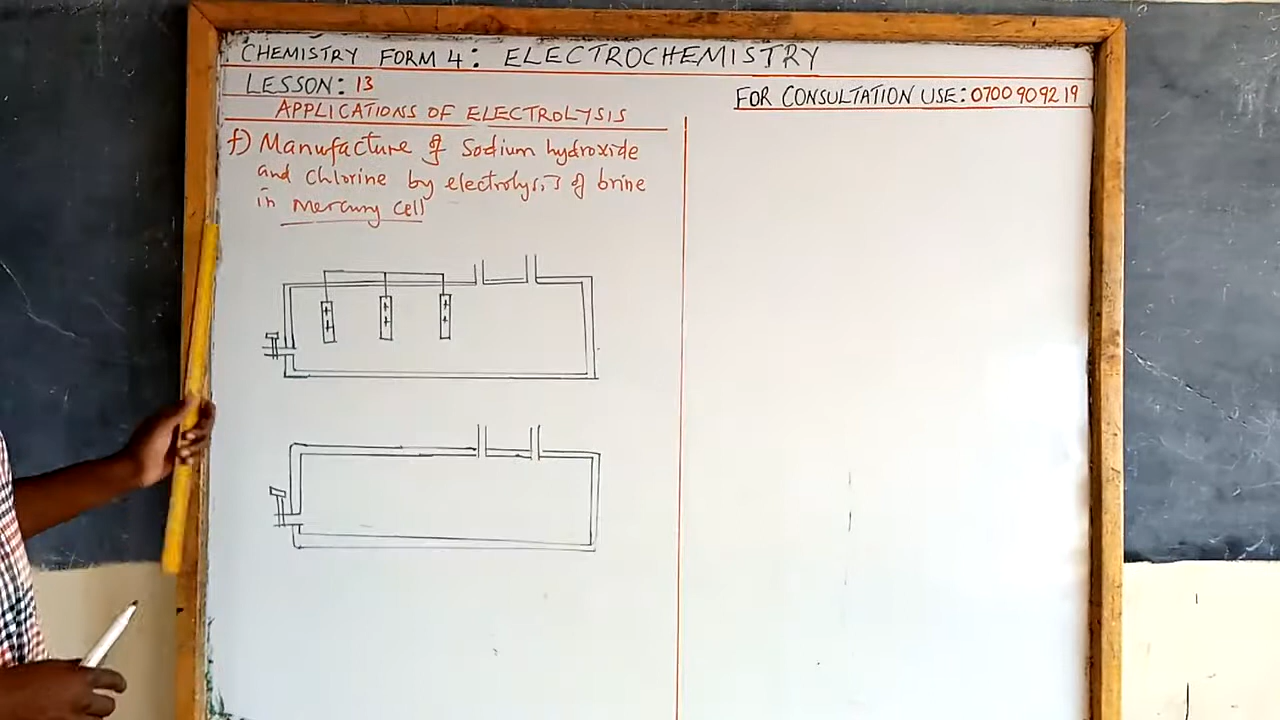 CHEMISTRY FORM 4: ELECTROCHEMISTRY
LESSON: 13
FOR CONSULTATION USE: 0700909219
APPLICATIONS OF ELECTROLYSIS
f) Manufacture of Sodium hydroxide
and chlorine by electrolysis of brine
in Mercury cell
+ + +
+ + +